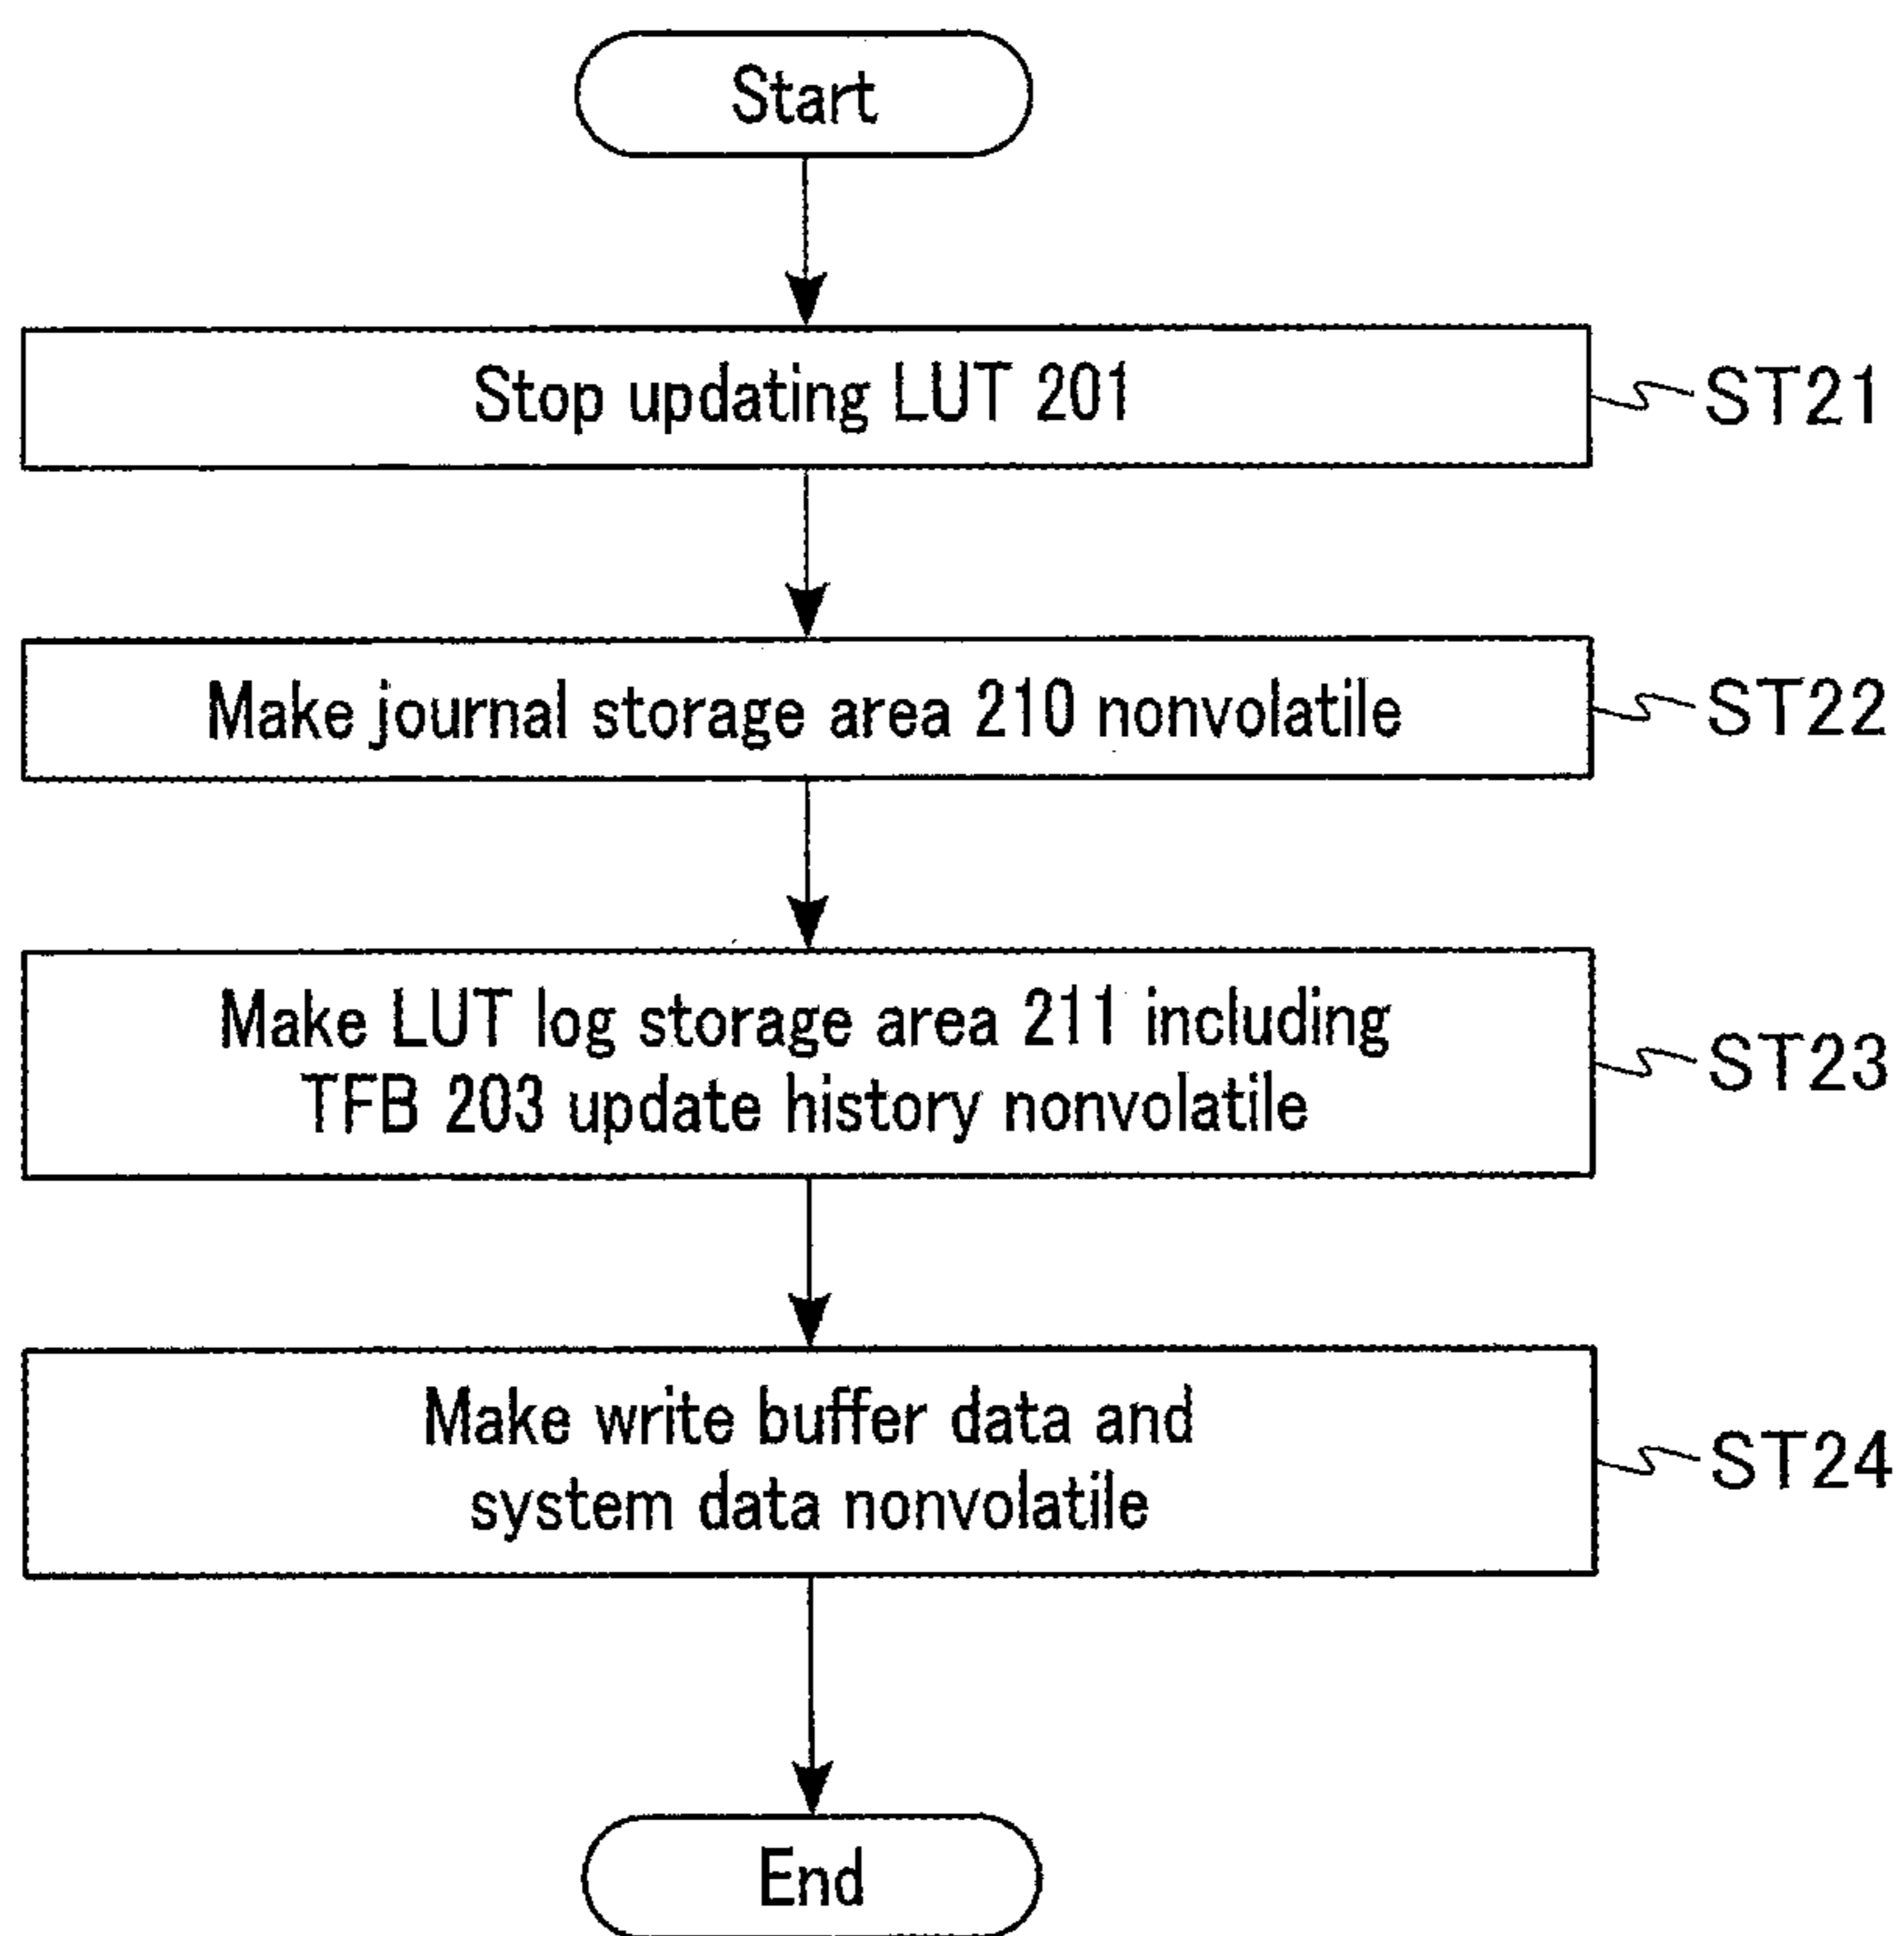 Start
Stop updating LUT 201
ST21
Make journal storage area 210 nonvolatile
ST22
Make LUT log storage area 211 including
TFB 203 update history nonvolatile
ST23
Make write buffer data and
system data nonvolatile
ST24
End